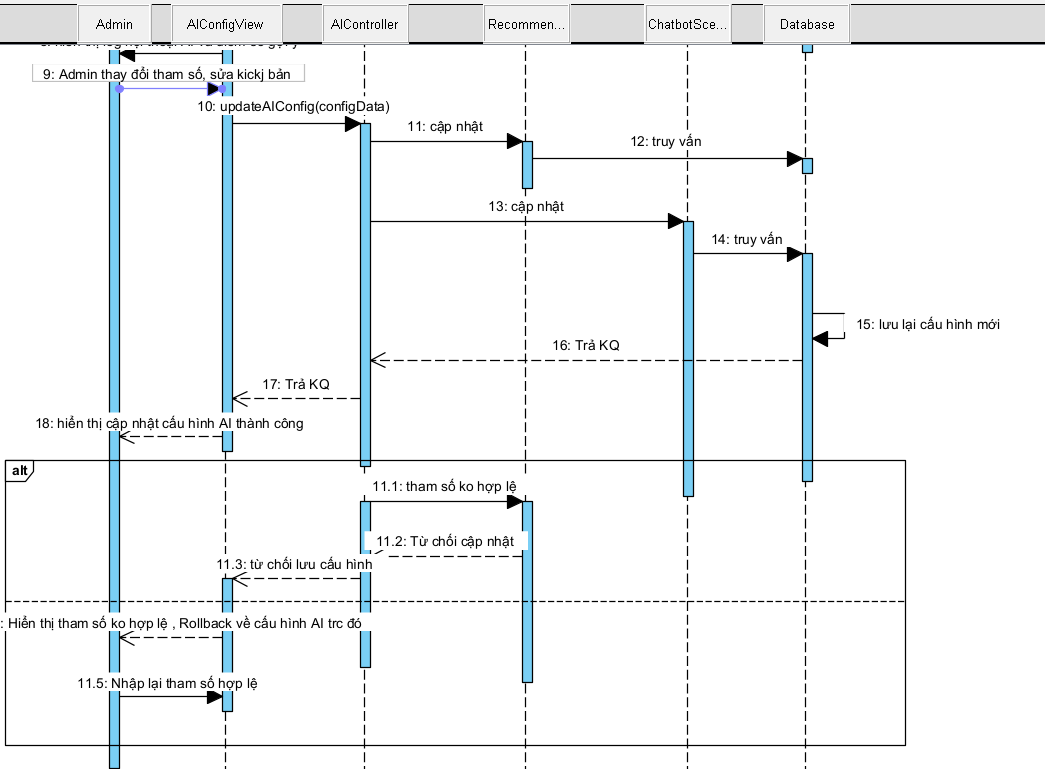 Admin
AIConfigView
AIController
Recommen...
ChatbotSce...
Database
9: Admin thay đổi tham số, sửa kickj bản
10: updateAIConfig(configData)
11: cập nhật
12: truy vấn
13: cập nhật
14: truy vấn
15: lưu lại cấu hình mới
16: Trả KQ
17: Trả KQ
18: hiển thị cập nhật cấu hình AI thành công
alt
11.1: tham số ko hợp lệ
11.2: Từ chối cập nhật
11.3: từ chối lưu cấu hình
: Hiển thị tham số ko hợp lệ , Rollback về cấu hình AI trc đó
11.5: Nhập lại tham số hợp lệ